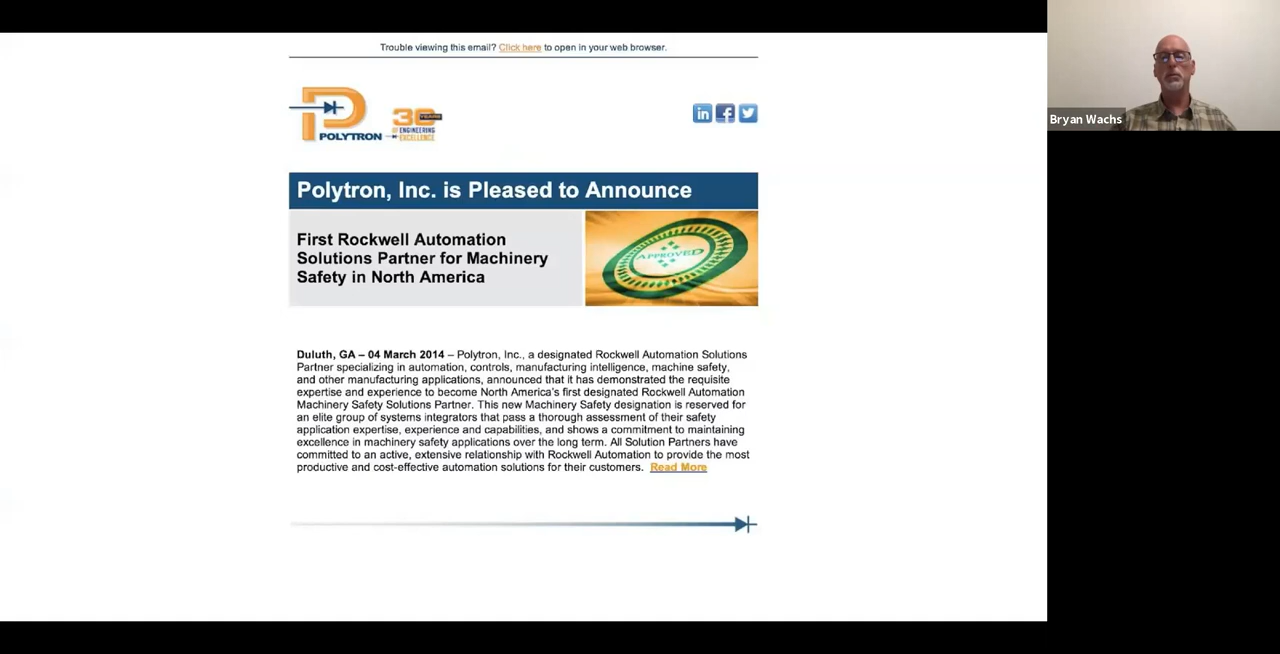 Trouble viewing this email? Click here to open in your web browser.
POLYTRON
30 YEARS
OF ENGINEERING
EXCELLENCE
Polytron, Inc. is Pleased to Announce
First Rockwell Automation
Solutions Partner for Machinery
Safety in North America
APPROVED
Duluth, GA – 04 March 2014 – Polytron, Inc., a designated Rockwell Automation Solutions
Partner specializing in automation, controls, manufacturing intelligence, machine safety,
and other manufacturing applications, announced that it has demonstrated the requisite
expertise and experience to become North America's first designated Rockwell Automation
Machinery Safety Solutions Partner. This new Machinery Safety designation is reserved for
an elite group of systems integrators that pass a thorough assessment of their safety
application expertise, experience and capabilities, and shows a commitment to maintaining
excellence in machinery safety applications over the long term. All Solution Partners have
committed to an active, extensive relationship with Rockwell Automation to provide the most
productive and cost-effective automation solutions for their customers. Read More
Bryan Wachs